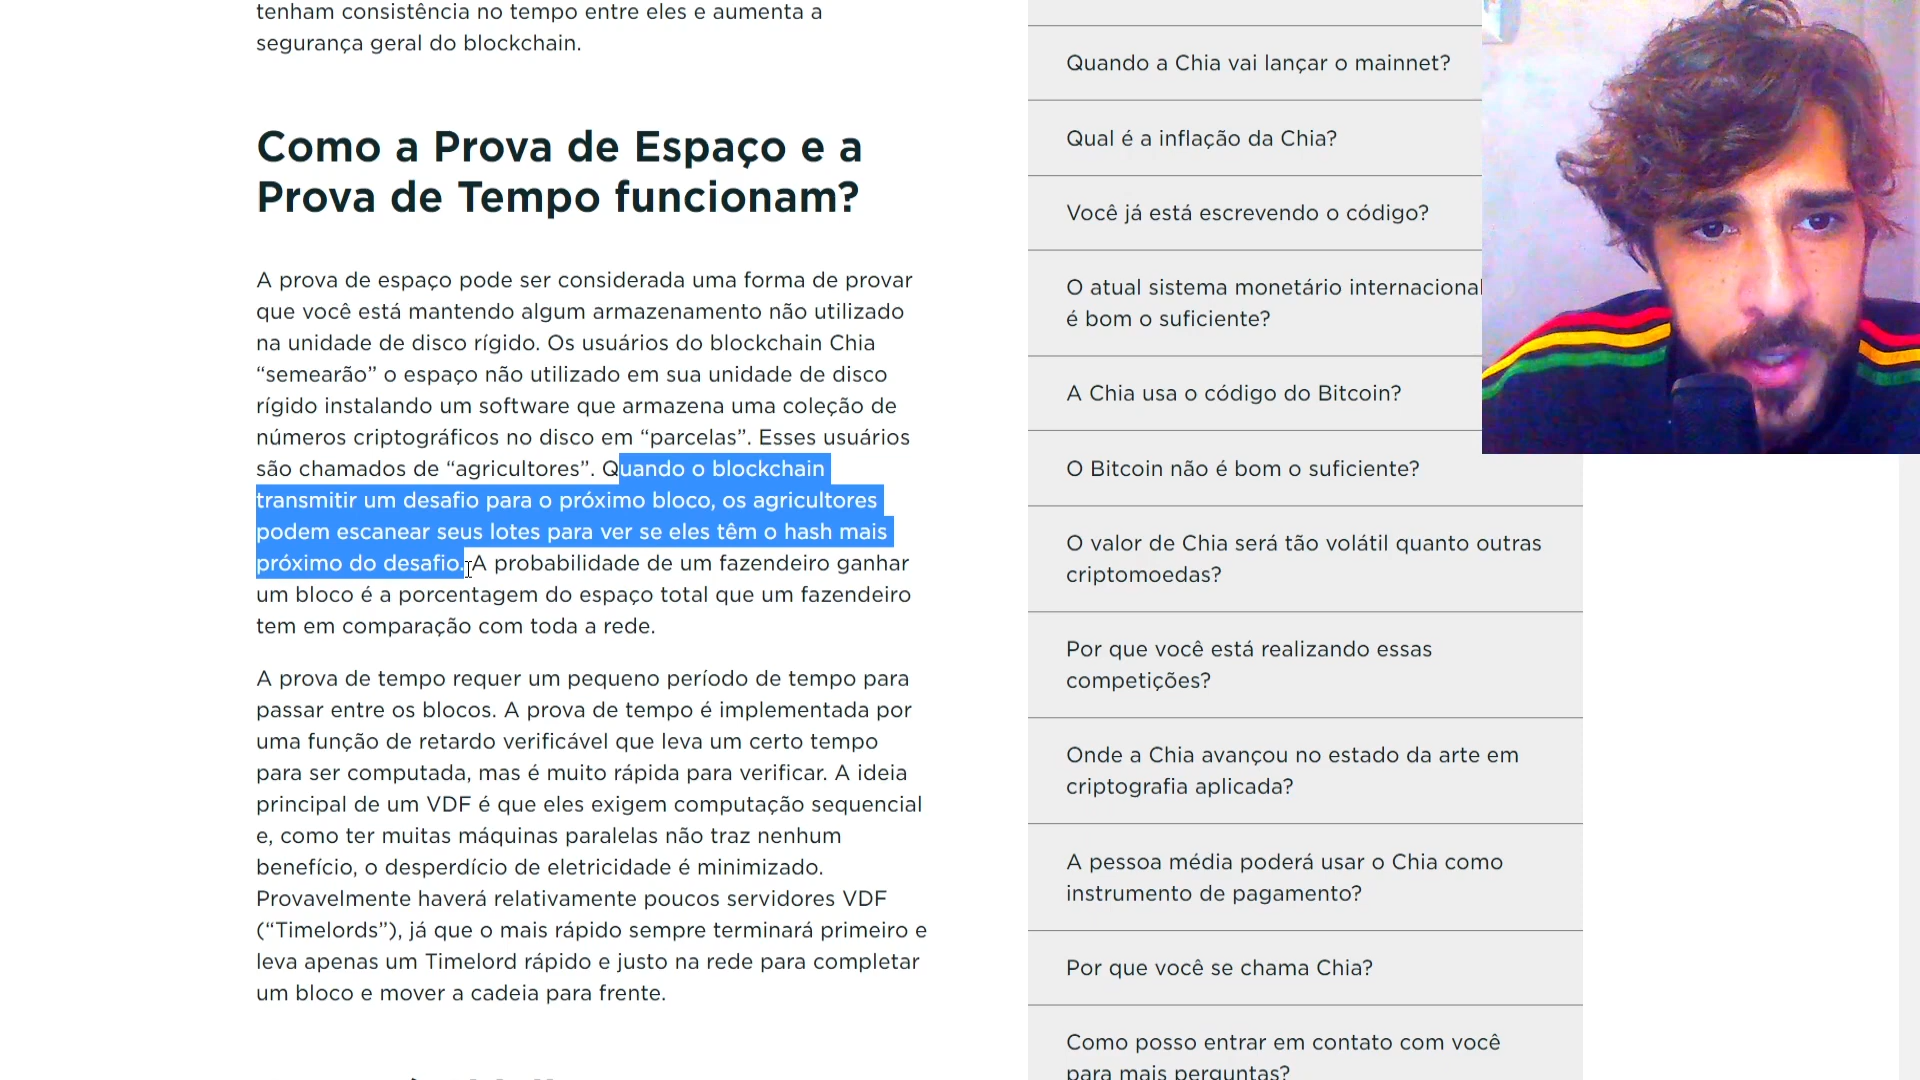 tenham consistência no tempo entre eles e aumenta a
segurança geral do blockchain.
Como a Prova de Espaço e a
Prova de Tempo funcionam?
A prova de espaço pode ser considerada uma forma de provar
que você está mantendo algum armazenamento não utilizado
na unidade de disco rígido. Os usuários do blockchain Chia
“semearão” o espaço não utilizado em sua unidade de disco
rígido instalando um software que armazena uma coleção de
números criptográficos no disco em “parcelas”. Esses usuários
são chamados de “agricultores”. Quando o blockchain
transmitir um desafio para o próximo bloco, os agricultores
podem escanear seus lotes para ver se eles têm o hash mais
próximo do desafio. A probabilidade de um fazendeiro ganhar
um bloco é a porcentagem do espaço total que um fazendeiro
tem em comparação com toda a rede.
A prova de tempo requer um pequeno período de tempo para
passar entre os blocos. A prova de tempo é implementada por
uma função de retardo verificável que leva um certo tempo
para ser computada, mas é muito rápida para verificar. A ideia
principal de um VDF é que eles exigem computação sequencial
e, como ter muitas máquinas paralelas não traz nenhum
benefício, o desperdício de eletricidade é minimizado.
Provavelmente haverá relativamente poucos servidores VDF
(“Timelords”), já que o mais rápido sempre terminará primeiro e
leva apenas um Timelord rápido e justo na rede para completar
um bloco e mover a cadeia para frente.
Quando a Chia vai lançar o mainnet?
Qual é a inflação da Chia?
Você já está escrevendo o código?
O atual sistema monetário internacional
é bom o suficiente?
A Chia usa o código do Bitcoin?
O Bitcoin não é bom o suficiente?
O valor de Chia será tão volátil quanto outras
criptomoedas?
Por que você está realizando essas
competições?
Onde a Chia avançou no estado da arte em
criptografia aplicada?
A pessoa média poderá usar o Chia como
instrumento de pagamento?
Por que você se chama Chia?
Como posso entrar em contato com você
para mais perguntas?